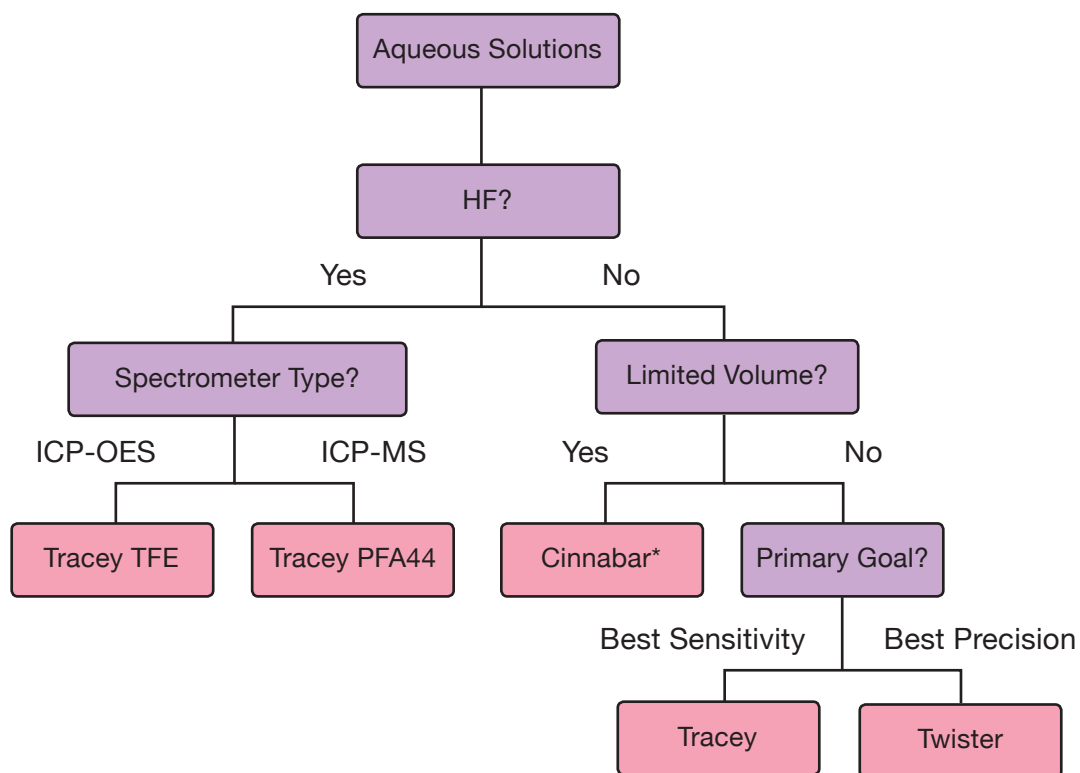 Aqueous Solutions
HF?
Yes
No
Spectrometer Type?
Limited Volume?
ICP-OES
ICP-MS
Yes
No
Tracey TFE
Tracey PFA44
Cinnabar*
Primary Goal?
Best Sensitivity
Best Precision
Tracey
Twister